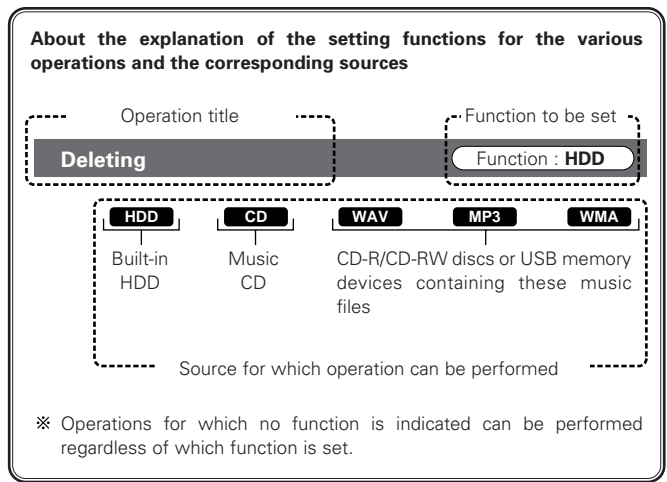 About the explanation of the setting functions for the various
operations and the corresponding sources
Operation title
Function to be set
Deleting
Function : HDD
HDD CD WAV MP3 WMA
Built-in
HDD
Music
CD
CD-R/CD-RW discs or USB memory
devices containing these music
files
Source for which operation can be performed
※ Operations for which no function is indicated can be performed
regardless of which function is set.